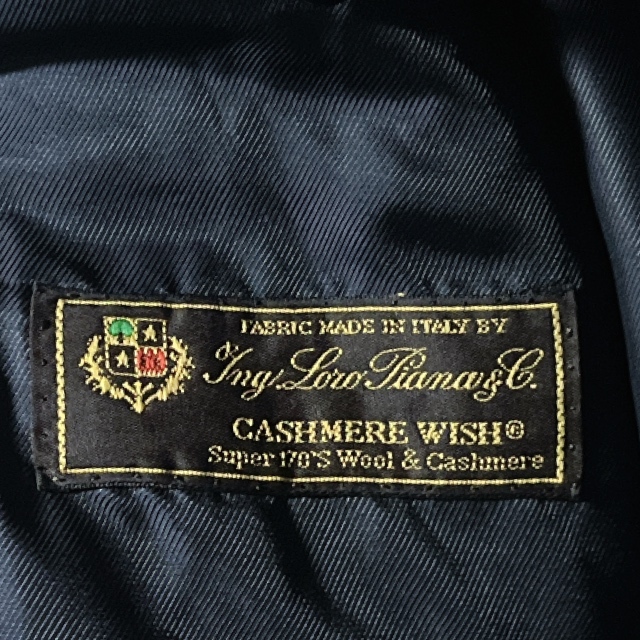 FABRIC MADE IN ITALY BY
Ing. Loro Piana & C.
CASHMERE WISH®
Super 170'S Wool & Cashmere